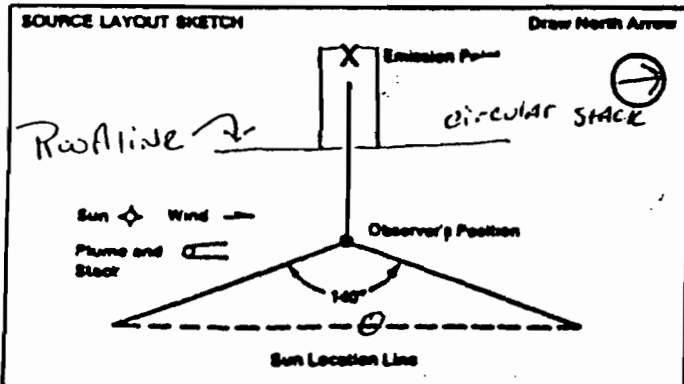 SOURCE LAYOUT SKETCH
Draw North Arrow
X Emission Point
Roofline
circular STACK
Sun Wind
Observer's Position
Plume and
Stack
140°
Sun Location Line